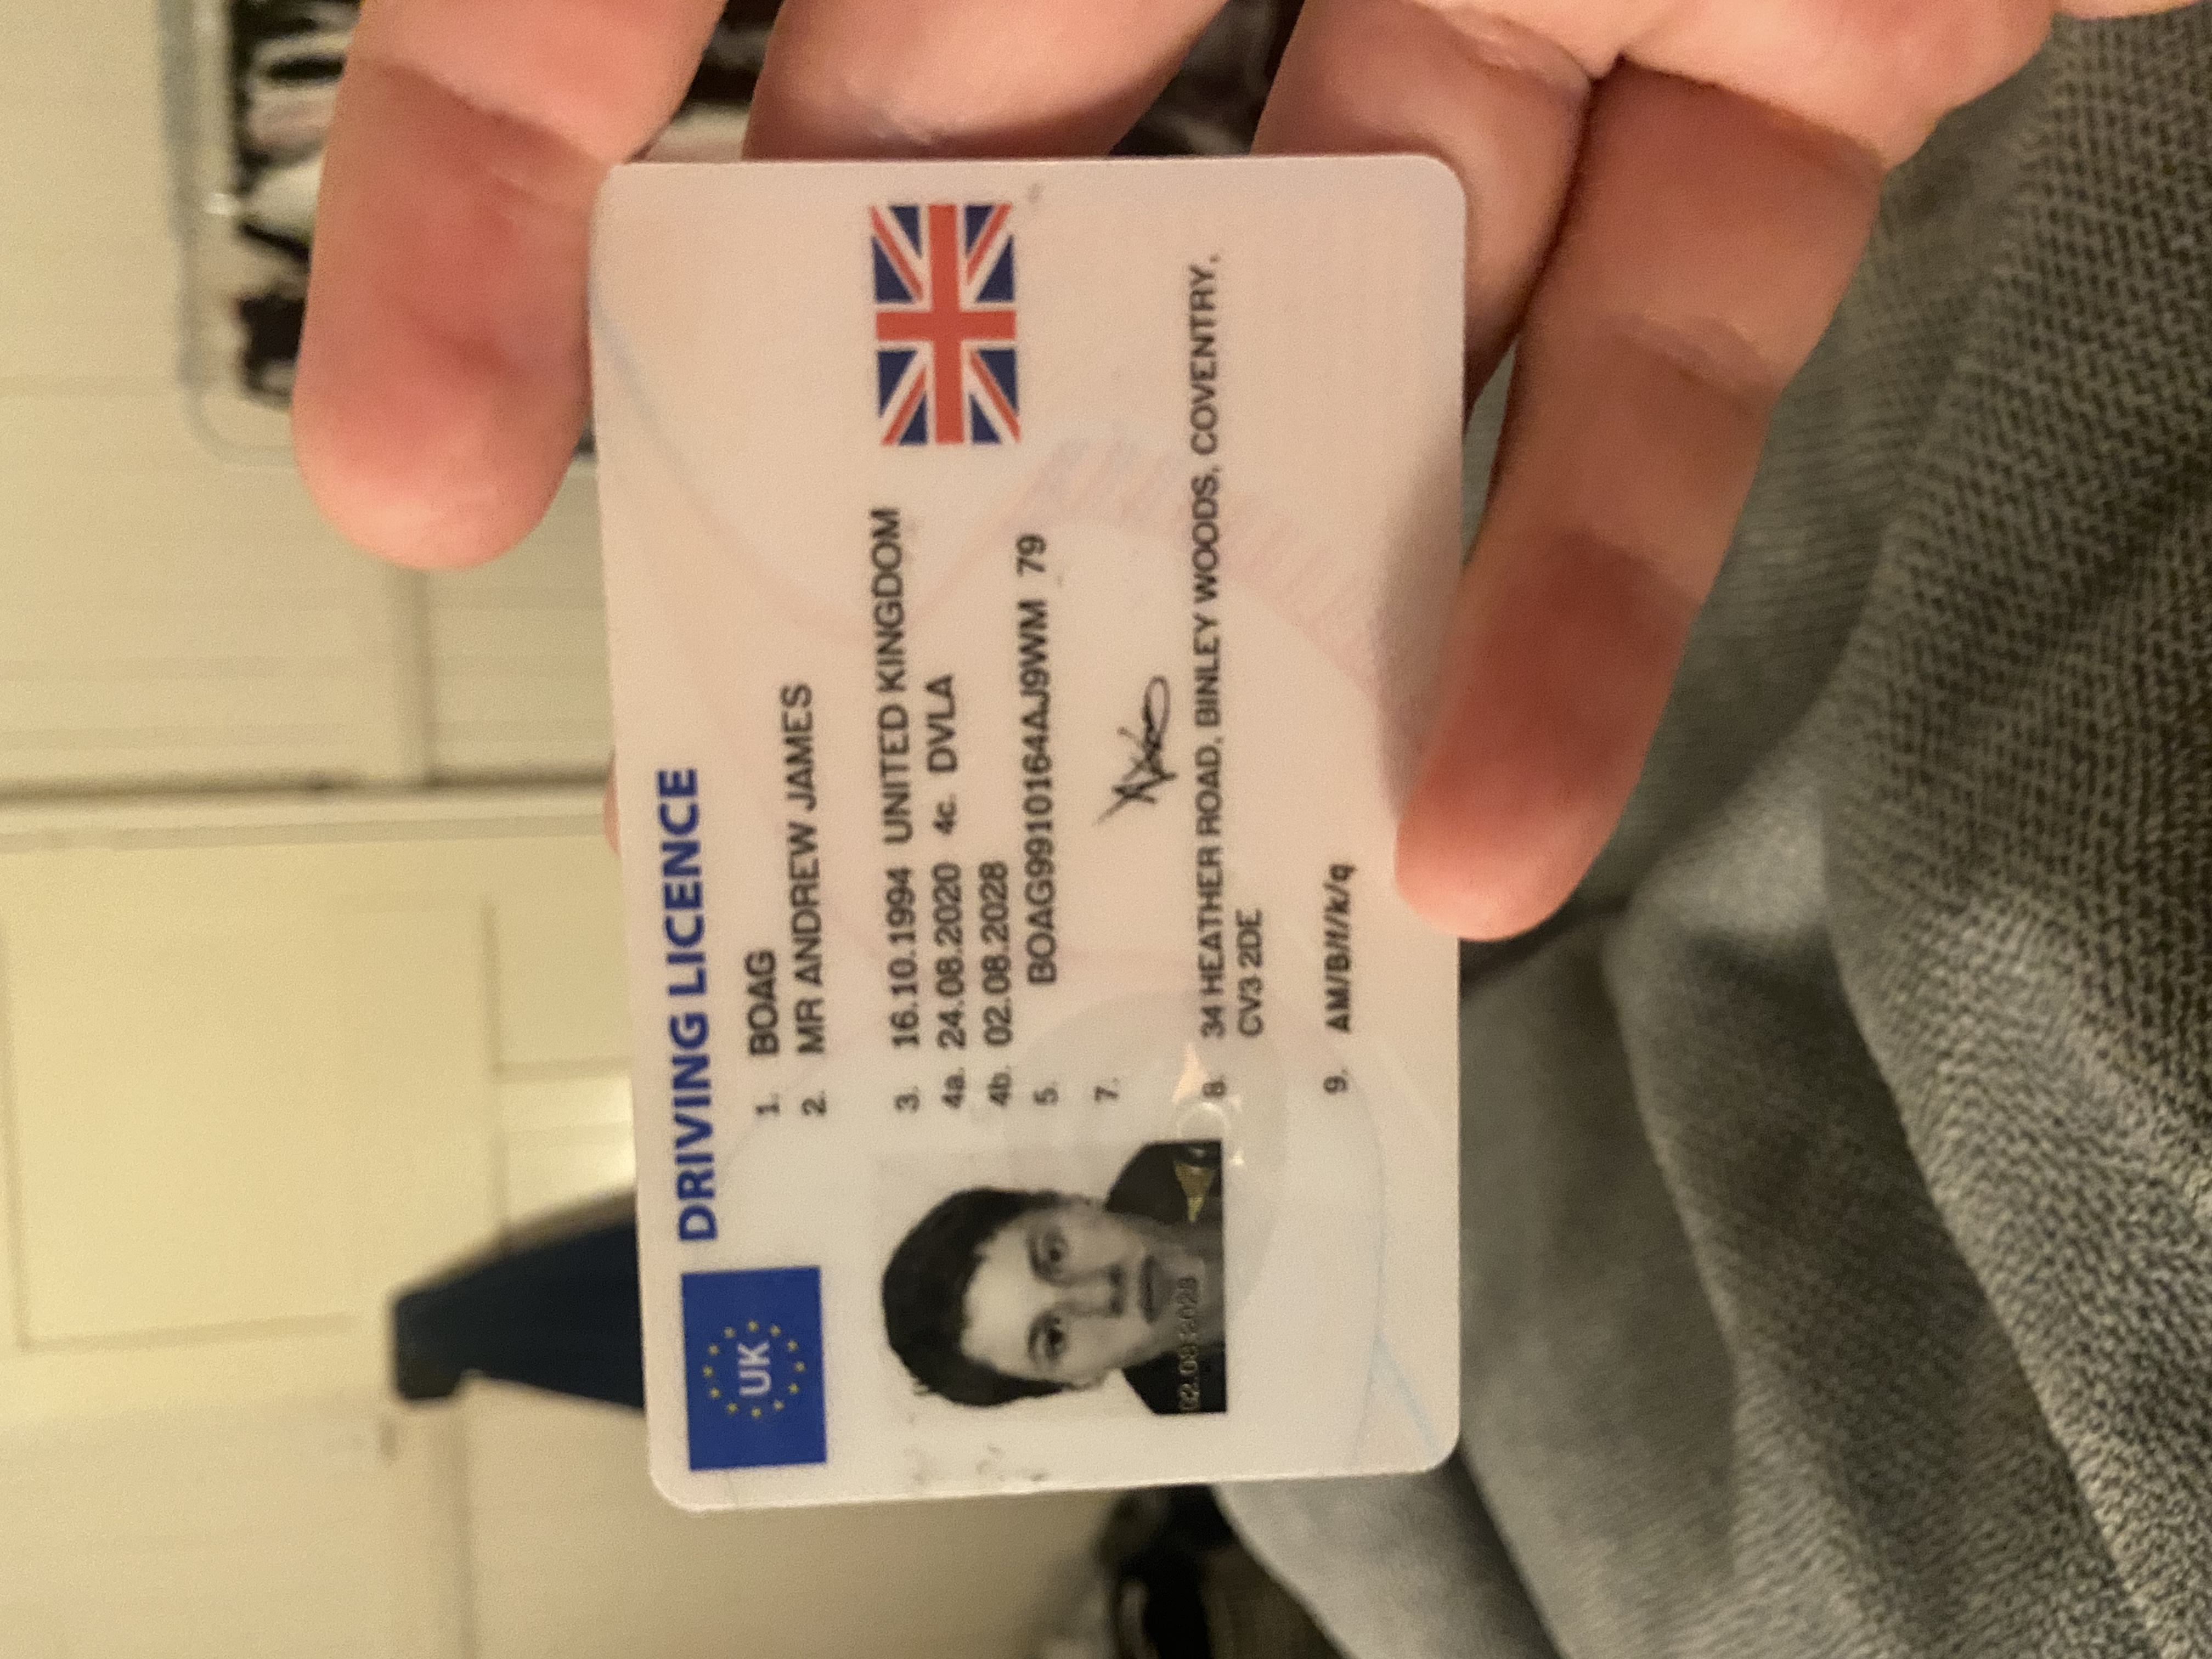 UK
DRIVING LICENCE
1. BOAG
2. MR ANDREW JAMES
3. 16.10.1994 UNITED KINGDOM
4a. 24.08.2020 4c. DVLA
4b. 02.08.2028
5. BOAG9910164AJ9WM 79
7.
02.08.2028
8. 34 HEATHER ROAD, BINLEY WOODS, COVENTRY,
CV3 2DE
9. AM/B/f/k/q